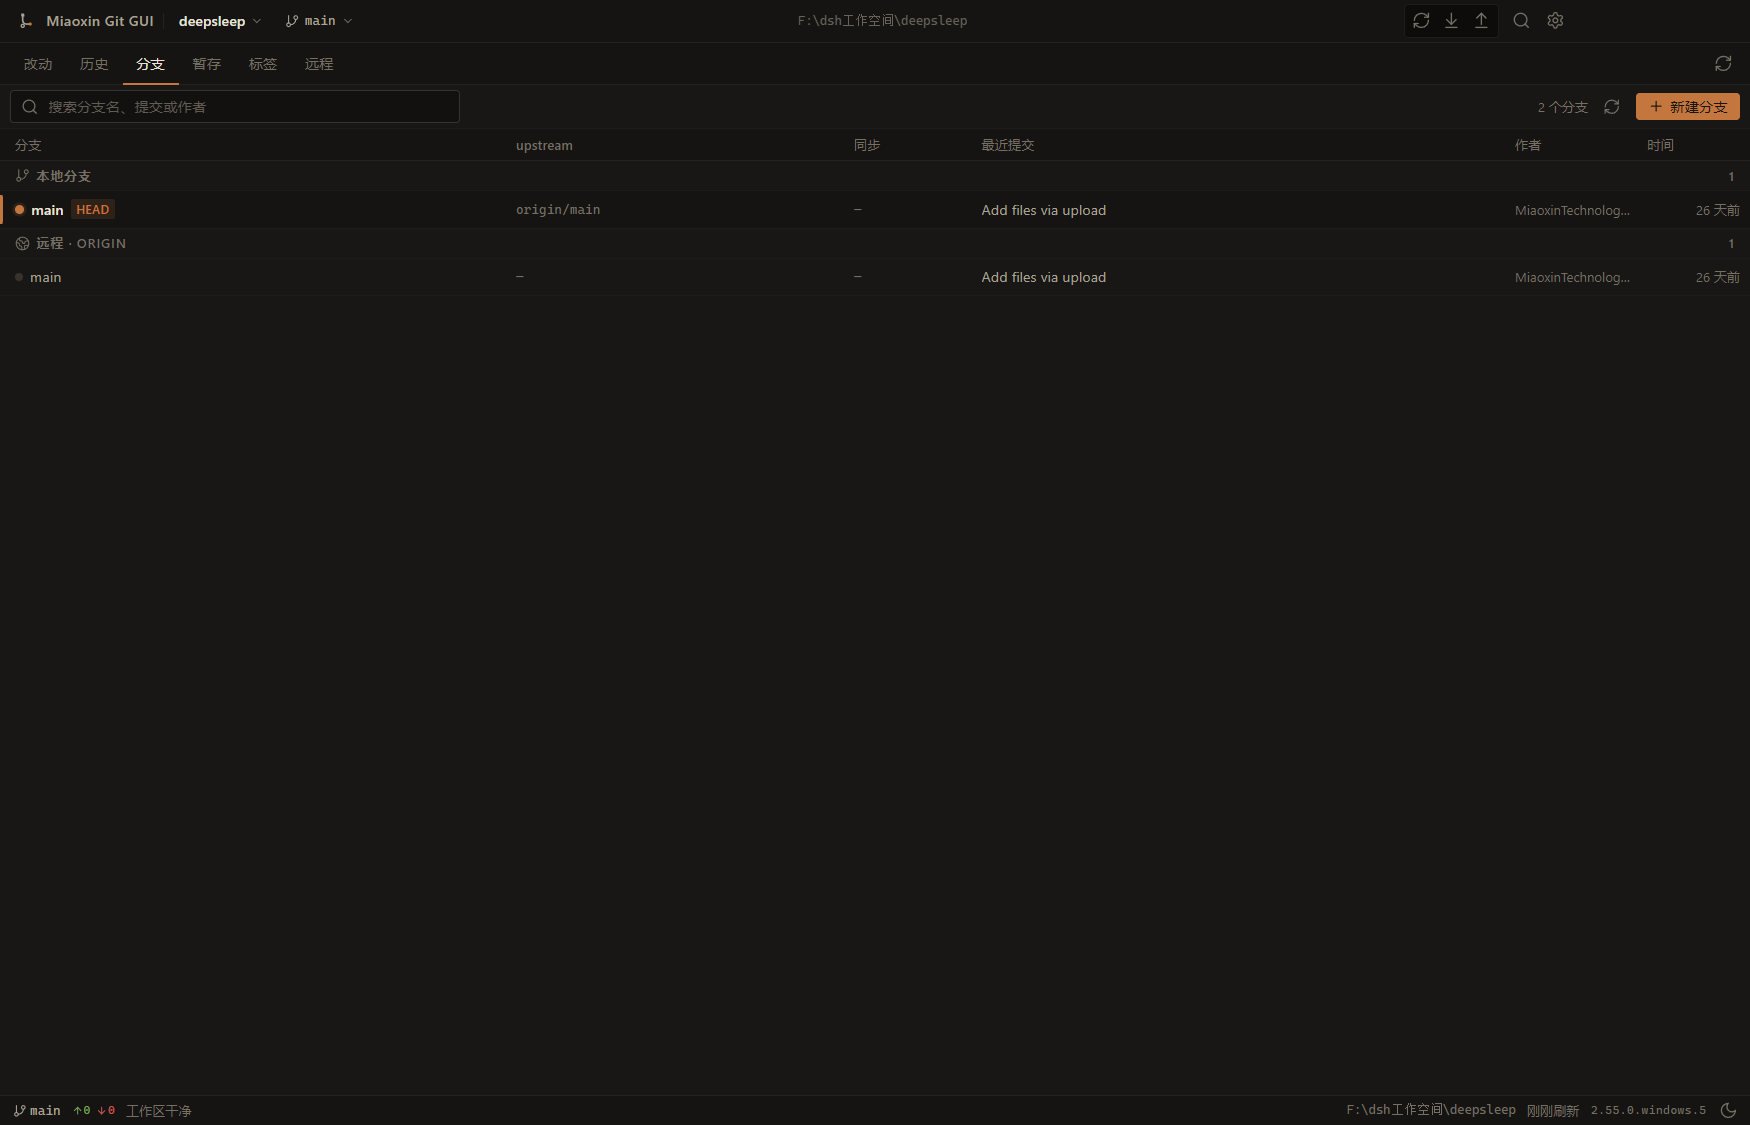 Miaoxin Git GUI deepsleep main F:\dsh工作空间\deepsleep
改动 历史 分支 暂存 标签 远程
搜索分支名、提交或作者 2 个分支 新建分支
分支 upstream 同步 最近提交 作者 时间
本地分支 1
main HEAD origin/main — Add files via upload MiaoxinTechnolog... 26 天前
远程 · ORIGIN 1
main — — Add files via upload MiaoxinTechnolog... 26 天前
main ↑0 ↓0 工作区干净 F:\dsh工作空间\deepsleep 刚刚刷新 2.55.0.windows.5